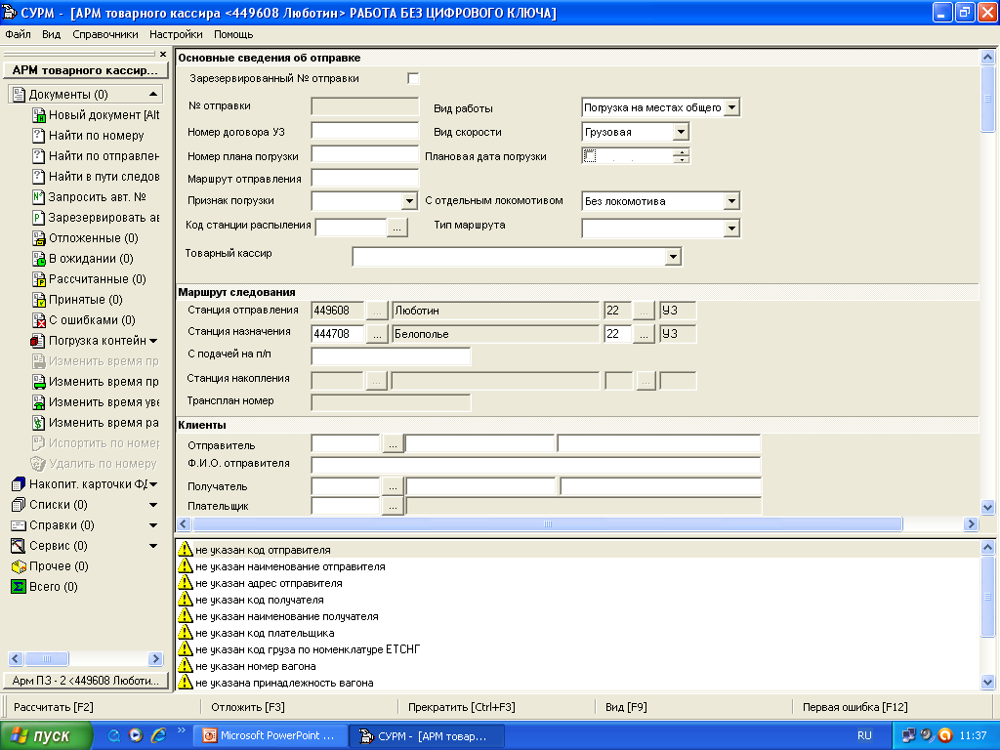 СУРМ - [АРМ товарного кассира <449608 Люботин> РАБОТА БЕЗ ЦИФРОВОГО КЛЮЧА]
Файл Вид Справочники Настройки Помощь
АРМ товарного кассир...
Документы (0)
Новый документ [Alt
Найти по номеру
Найти по отправлен
Найти в пути следов
Запросить авт. №
Зарезервировать ав
Отложенные (0)
В ожидании (0)
Рассчитанные (0)
Принятые (0)
С ошибками (0)
Погрузка контейн
Изменить время пр
Изменить время пр
Изменить время уве
Изменить время ра
Испортить по номер
Удалить по номеру
Накопит. карточки ФД
Списки (0)
Справки (0)
Сервис (0)
Прочее (0)
Всего (0)
Арм ПЗ - 2 <449608 Люботи...
Основные сведения об отправке
Зарезервированный № отправки
№ отправки Вид работы Погрузка на местах общего
Номер договора УЗ Вид скорости Грузовая
Номер плана погрузки Плановая дата погрузки . .
Маршрут отправления
Признак погрузки С отдельным локомотивом Без локомотива
Код станции распыления ... Тип маршрута
Товарный кассир
Маршрут следования
Станция отправления 449608 ... Люботин 22 ... УЗ
Станция назначения 444708 ... Белополье 22 ... УЗ
С подачей на п/п
Станция накопления ... ...
Трансплан номер
Клиенты
Отправитель ...
Ф.И.О. отправителя
Получатель ...
Плательщик ...
не указан код отправителя
не указан наименование отправителя
не указан адрес отправителя
не указан код получателя
не указан наименование получателя
не указан код плательщика
не указан код груза по номенклатуре ЕТСНГ
не указан номер вагона
не указана принадлежность вагона
Рассчитать [F2] Отложить [F3] Прекратить [Ctrl+F3] Вид [F9] Первая ошибка [F12]
пуск Microsoft PowerPoint ... СУРМ - [АРМ товар... RU 11:37